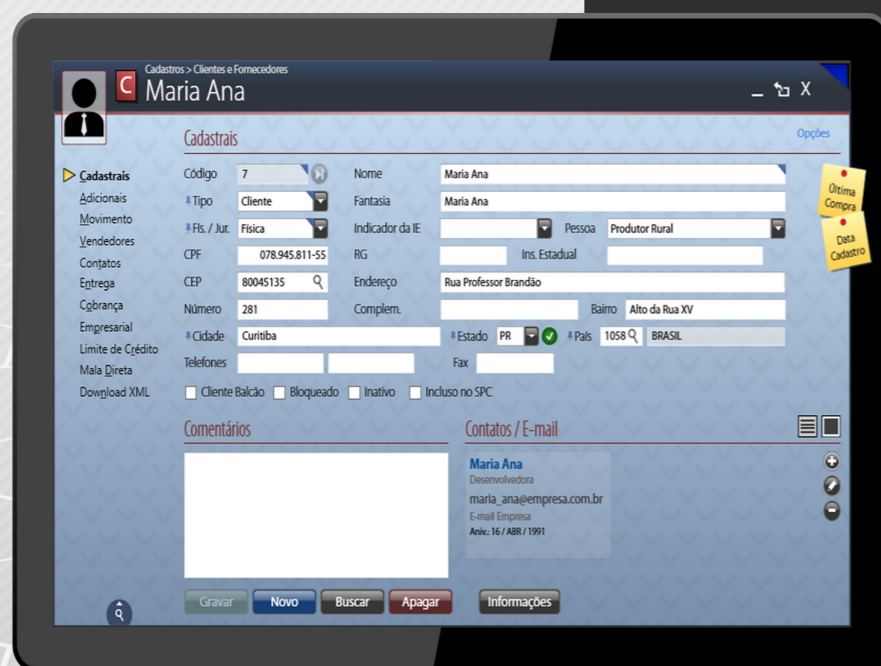 Cadastros > Clientes e Fornecedores
C Maria Ana
X
Cadastrais
Opções
Cadastrais
Adicionais
Movimento
Vendedores
Contatos
Entrega
Cobrança
Empresarial
Limite de Crédito
Mala Direta
Download XML
Código 7 Nome Maria Ana
Tipo Cliente Fantasia Maria Ana
Fís. / Jur. Física Indicador da IE Pessoa Produtor Rural
CPF 078.945.811-55 RG Ins. Estadual
CEP 80045135 Endereço Rua Professor Brandão
Número 281 Complem. Bairro Alto da Rua XV
Cidade Curitiba Estado PR País 1058 BRASIL
Telefones Fax
Cliente Balcão Bloqueado Inativo Incluso no SPC
Última
Compra
Data
Cadastro
Comentários
Contatos / E-mail
Maria Ana
Desenvolvedora
maria_ana@empresa.com.br
E-mail Empresa
Aniv.: 16 / ABR / 1991
Gravar Novo Buscar Apagar Informações